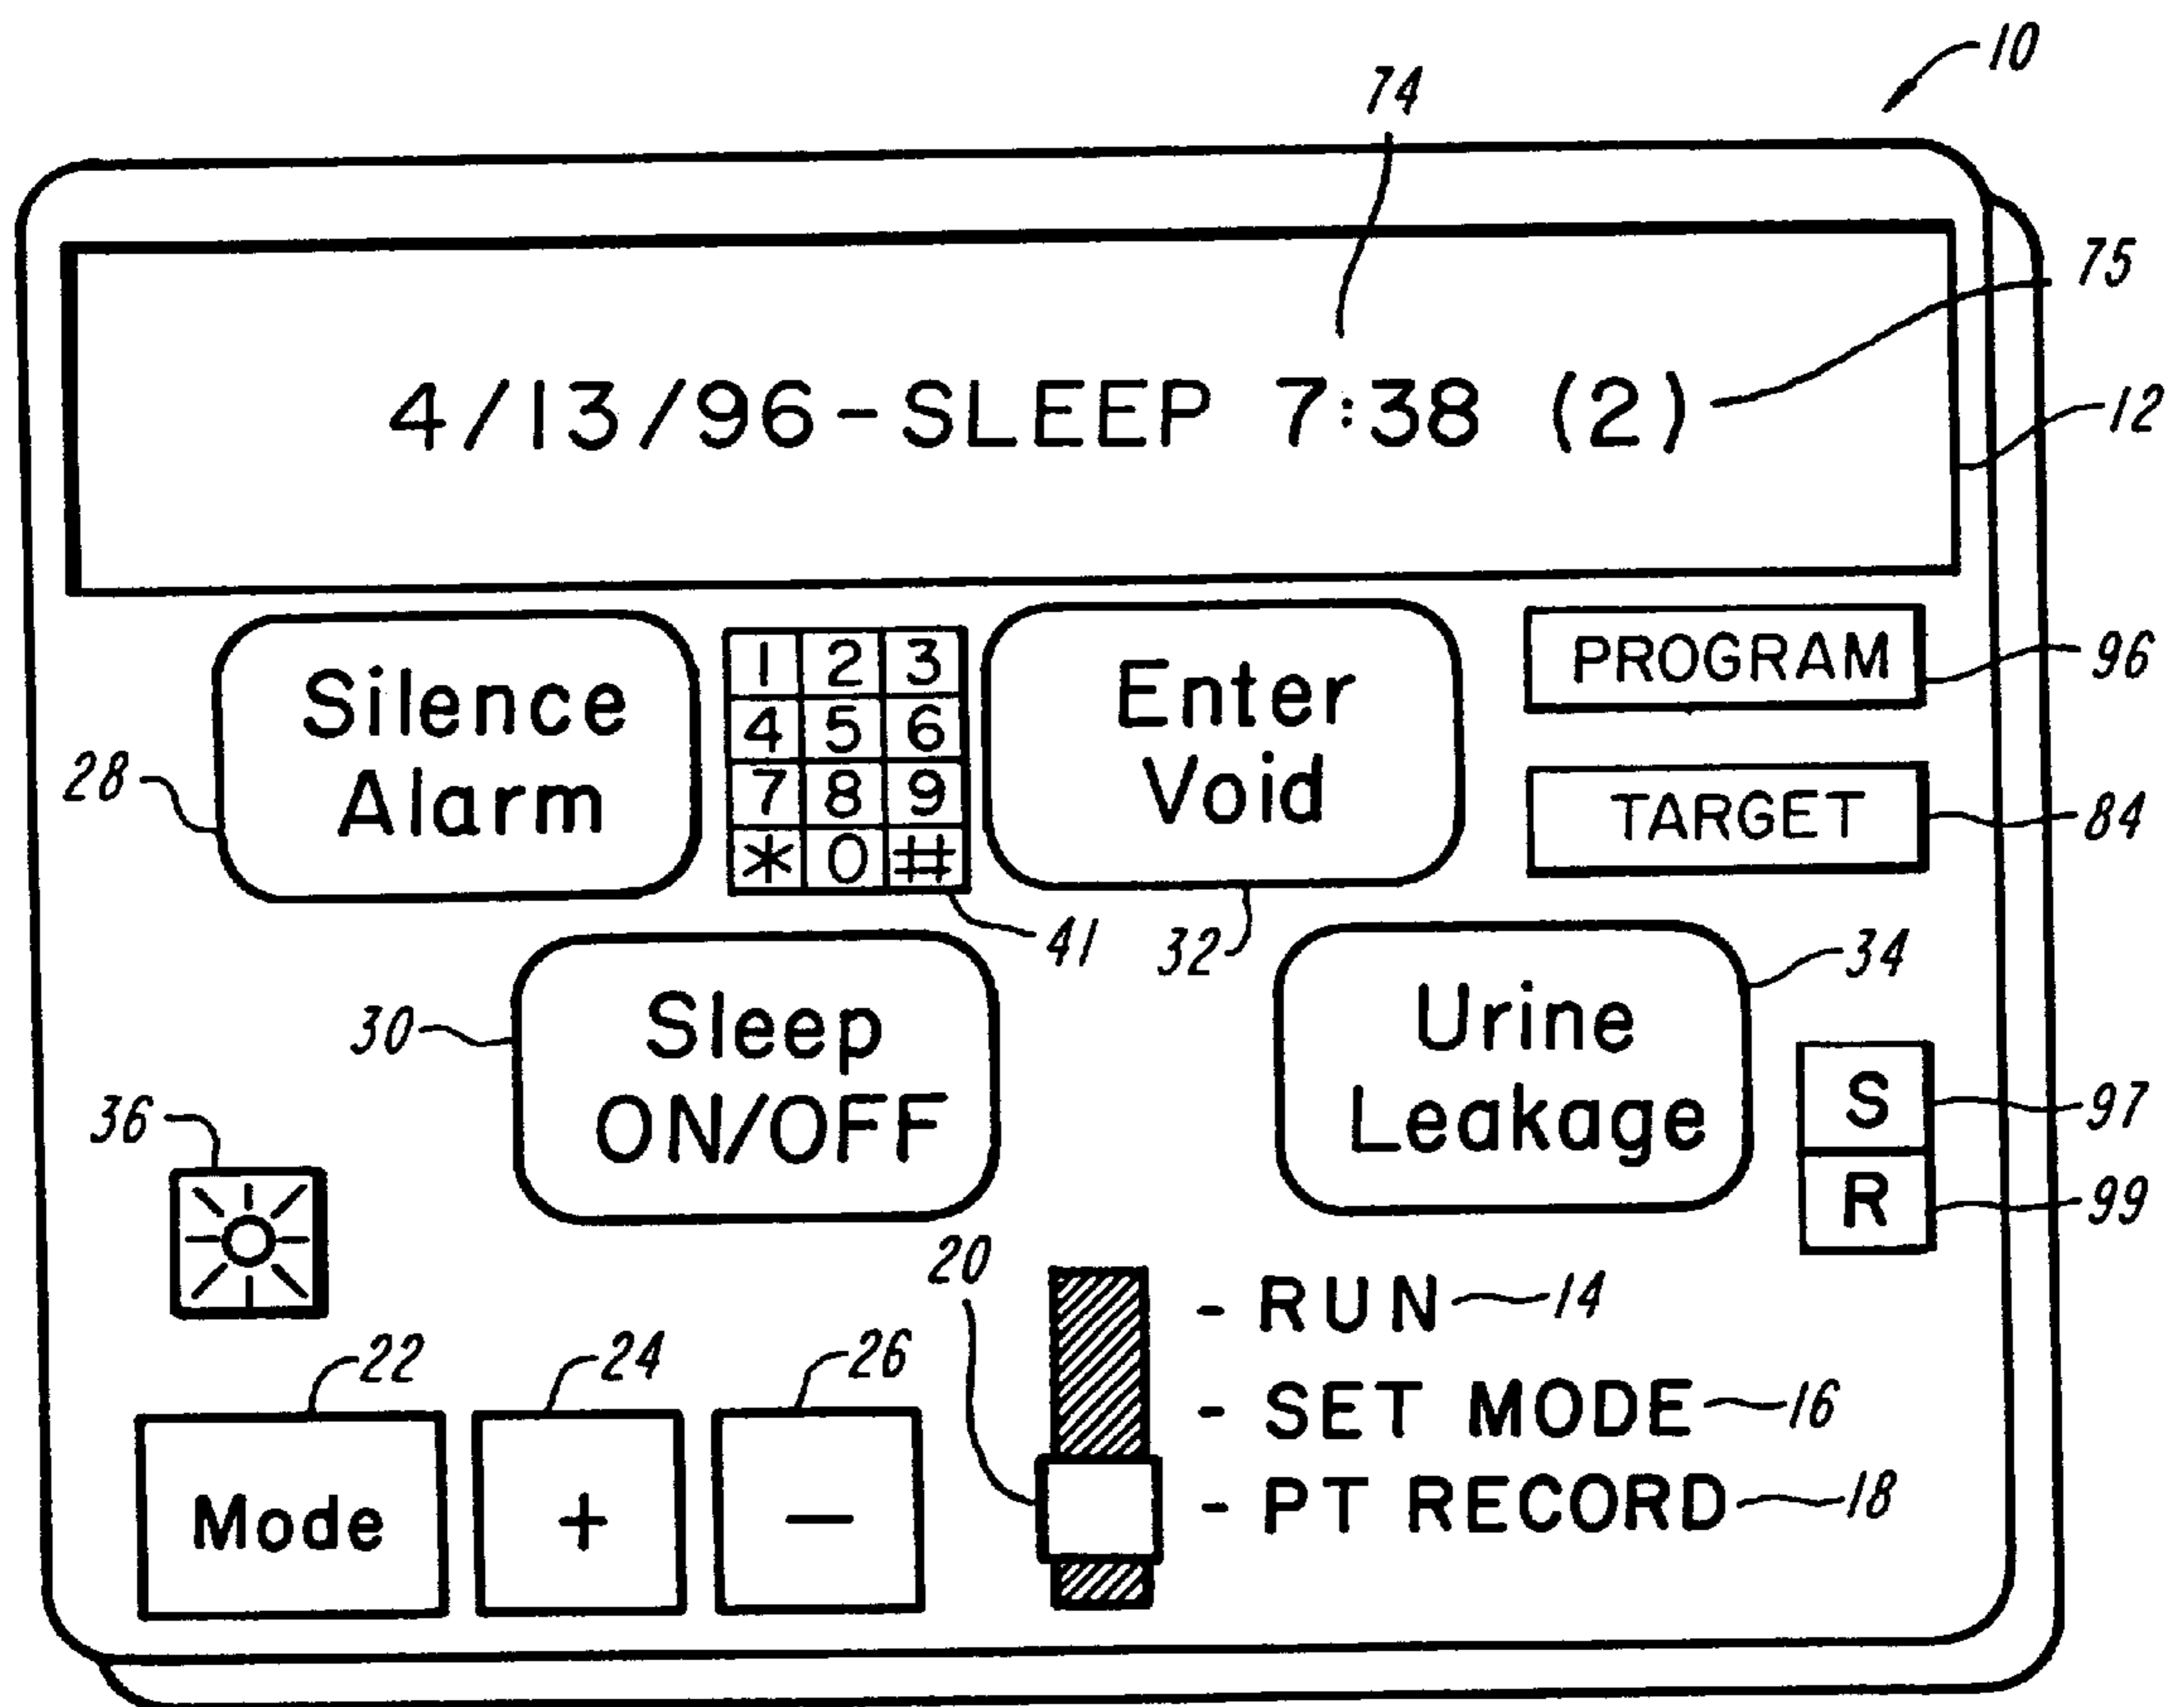 10
74
75
4/13/96-SLEEP 7:38 (2)
12
Silence
Alarm
28
1 2 3
4 5 6
7 8 9
* 0 #
41
Enter
Void
32
PROGRAM
96
TARGET
84
30
Sleep
ON/OFF
Urine
Leakage
34
S
97
R
99
36
20
- RUN 14
- SET MODE 16
- PT RECORD 18
22
Mode
24
+
26
−